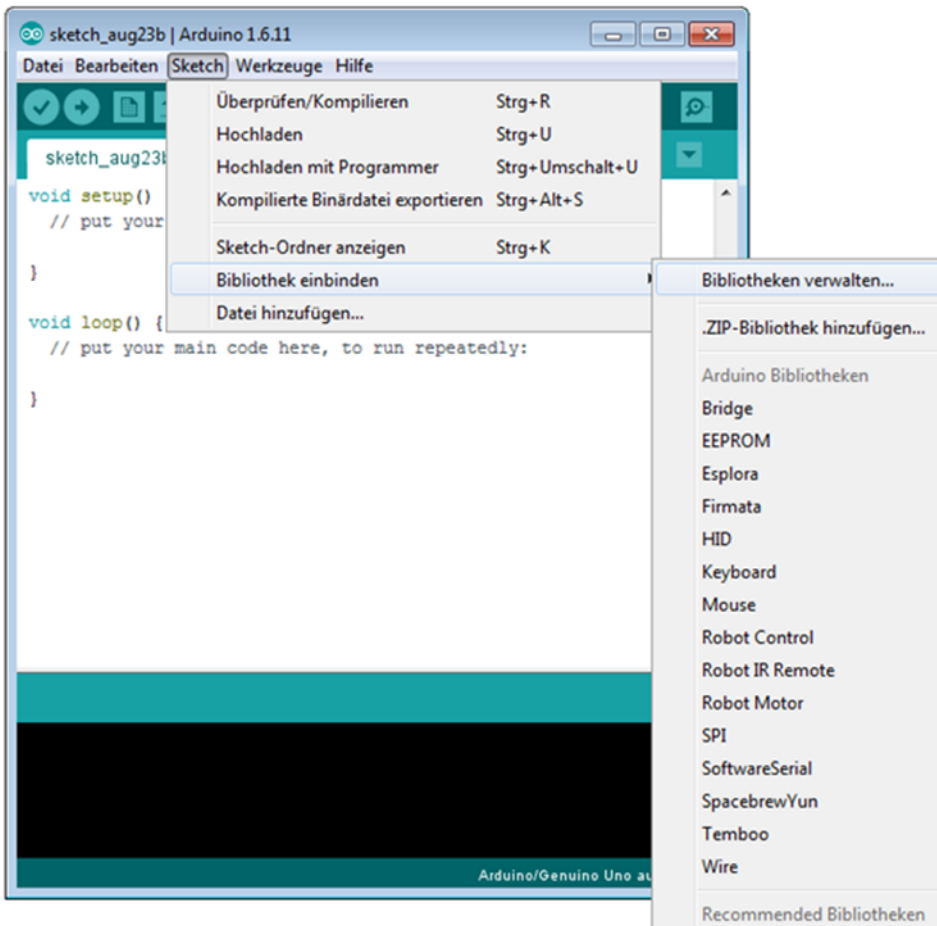 sketch_aug23b | Arduino 1.6.11
Datei Bearbeiten Sketch Werkzeuge Hilfe
Überprüfen/Kompilieren Strg+R
Hochladen Strg+U
Hochladen mit Programmer Strg+Umschalt+U
Kompilierte Binärdatei exportieren Strg+Alt+S
Sketch-Ordner anzeigen Strg+K
Bibliothek einbinden
Datei hinzufügen...
sketch_aug23
void setup()
// put your
}
void loop() {
// put your main code here, to run repeatedly:
}
Bibliotheken verwalten...
.ZIP-Bibliothek hinzufügen...
Arduino Bibliotheken
Bridge
EEPROM
Esplora
Firmata
HID
Keyboard
Mouse
Robot Control
Robot IR Remote
Robot Motor
SPI
SoftwareSerial
SpacebrewYun
Temboo
Wire
Recommended Bibliotheken
Arduino/Genuino Uno au